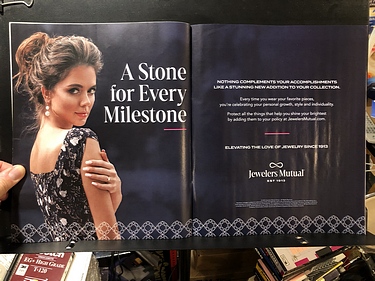 A Stone
for Every
Milestone
NOTHING COMPLEMENTS YOUR ACCOMPLISHMENTS
LIKE A STUNNING NEW ADDITION TO YOUR COLLECTION.
Every time you wear your favorite pieces,
you're celebrating your personal growth, style and individuality.
Protect all the things that help you shine your brightest
by adding them to your policy at JewelersMutual.com.
ELEVATING THE LOVE OF JEWELRY SINCE 1913
Jewelers Mutual
EST 1913
HIGH GRADE
T-120